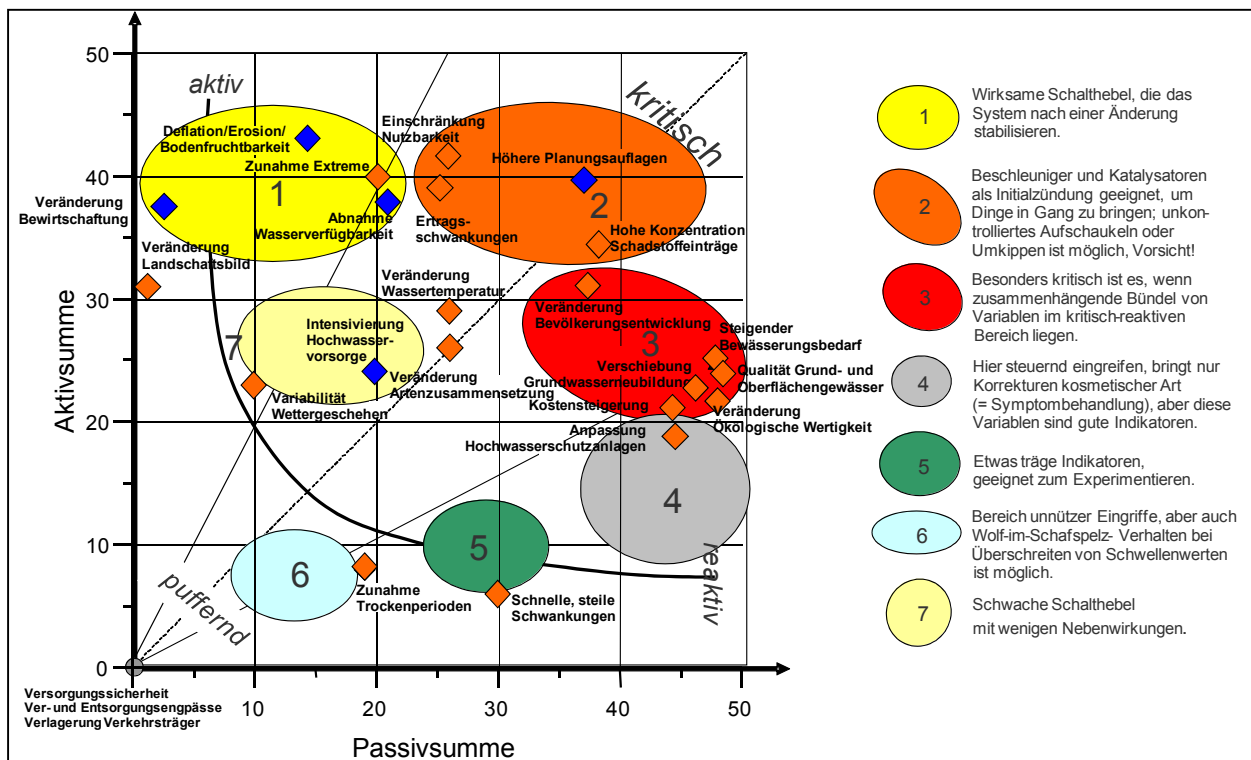 50
40
30
20
10
0
10
20
30
40
50
Aktivsumme
Passivsumme
aktiv
kritisch
puffernd
reaktiv
Deflation/Erosion/
Bodenfruchtbarkeit
Zunahme Extreme
1
Einschränkung
Nutzbarkeit
Höhere Planungsauflagen
2
Veränderung
Bewirtschaftung
Abnahme
Wasserverfügbarkeit
Ertrags-
schwankungen
Hohe Konzentration
Schadstoffeinträge
Veränderung
Landschaftsbild
Veränderung
Wassertemperatur
Veränderung
Bevölkerungsentwicklung
7
Intensivierung
Hochwasser-
vorsorge
3
Steigender
Bewässerungsbedarf
Verschiebung
Grundwasserneubildung
Qualität Grund- und
Oberflächengewässer
Veränderung
Artenzusammensetzung
Variabilität
Wettergeschehen
Kostensteigerung
Veränderung
Ökologische Wertigkeit
Anpassung
Hochwasserschutzanlagen
4
5
6
Zunahme
Trockenperioden
Schnelle, steile
Schwankungen
Versorgungssicherheit
Ver- und Entsorgungsengpässe
Verlagerung Verkehrsträger
1
Wirksame Schalthebel, die das
System nach einer Änderung
stabilisieren.
2
Beschleuniger und Katalysatoren
als Initialzündung geeignet, um
Dinge in Gang zu bringen; unkon-
trolliertes Aufschaukeln oder
Umkippen ist möglich, Vorsicht!
3
Besonders kritisch ist es, wenn
zusammenhängende Bündel von
Variablen im kritisch-reaktiven
Bereich liegen.
4
Hier steuernd eingreifen, bringt nur
Korrekturen kosmetischer Art
(= Symptombehandlung), aber diese
Variablen sind gute Indikatoren.
5
Etwas träge Indikatoren,
geeignet zum Experimentieren.
6
Bereich unnützer Eingriffe, aber auch
Wolf-im-Schafspelz- Verhalten bei
Überschreiten von Schwellenwerten
ist möglich.
7
Schwache Schalthebel
mit wenigen Nebenwirkungen.